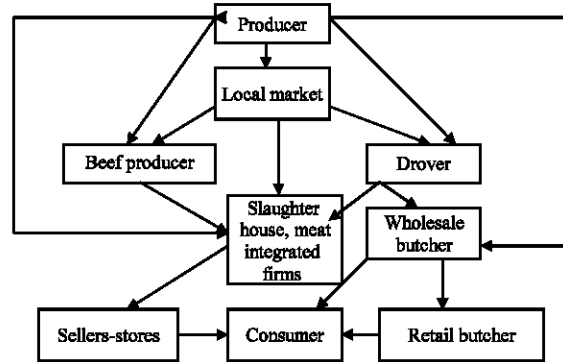 Producer
Local market
Beef producer
Drover
Slaughter
house, meat
integrated
firms
Wholesale
butcher
Sellers-stores
Consumer
Retail butcher